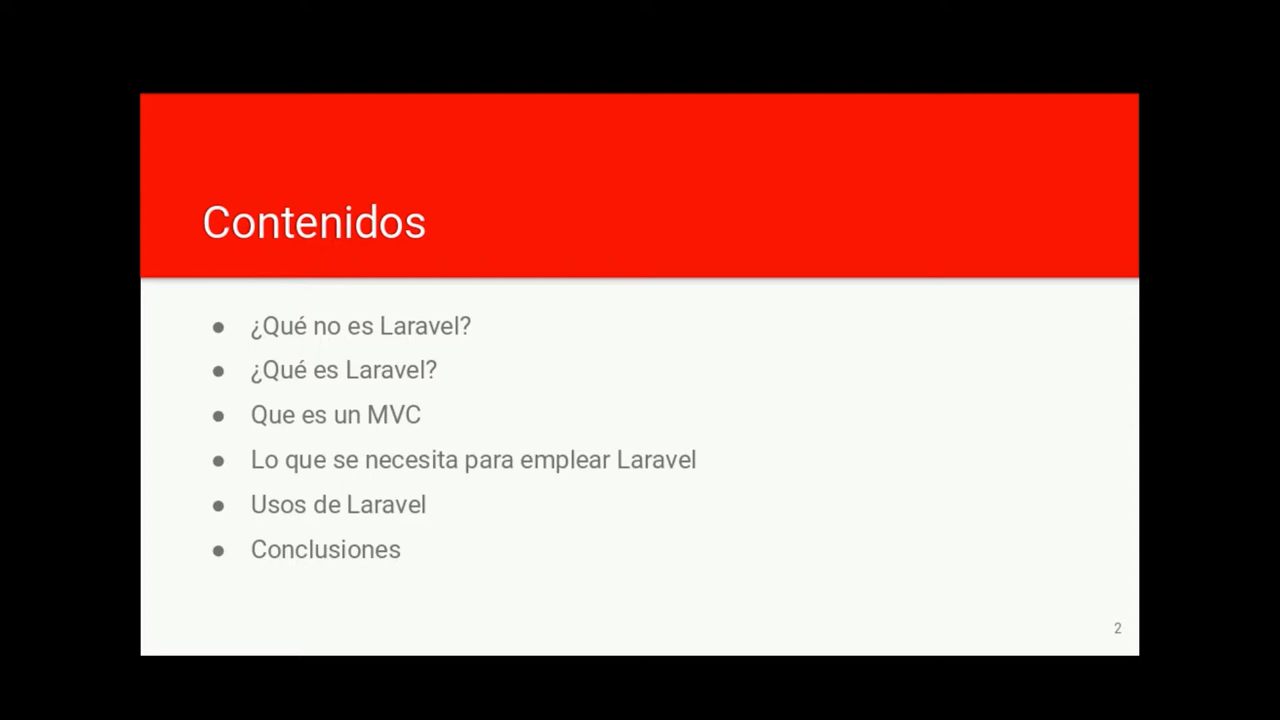 Contenidos
● ¿Qué no es Laravel?
● ¿Qué es Laravel?
● Que es un MVC
● Lo que se necesita para emplear Laravel
● Usos de Laravel
● Conclusiones
2